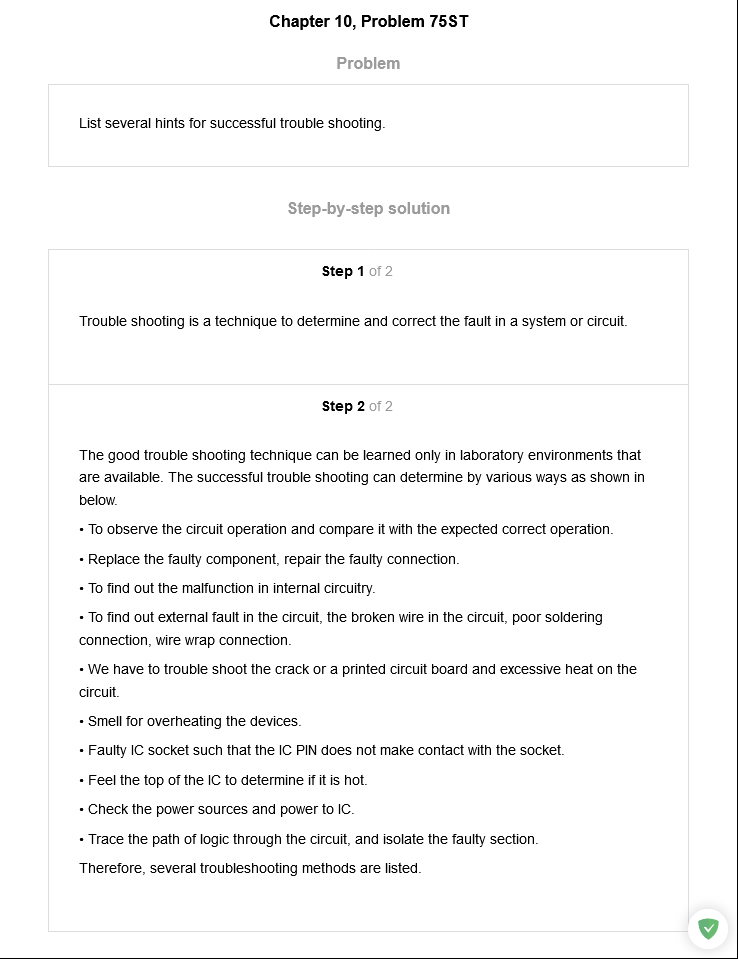 Chapter 10, Problem 75ST
Problem
List several hints for successful trouble shooting.
Step-by-step solution
Step 1 of 2
Trouble shooting is a technique to determine and correct the fault in a system or circuit.
Step 2 of 2
The good trouble shooting technique can be learned only in laboratory environments that
are available. The successful trouble shooting can determine by various ways as shown in
below.
• To observe the circuit operation and compare it with the expected correct operation.
• Replace the faulty component, repair the faulty connection.
• To find out the malfunction in internal circuitry.
• To find out external fault in the circuit, the broken wire in the circuit, poor soldering
connection, wire wrap connection.
• We have to trouble shoot the crack or a printed circuit board and excessive heat on the
circuit.
• Smell for overheating the devices.
• Faulty IC socket such that the IC PIN does not make contact with the socket.
• Feel the top of the IC to determine if it is hot.
• Check the power sources and power to IC.
• Trace the path of logic through the circuit, and isolate the faulty section.
Therefore, several troubleshooting methods are listed.